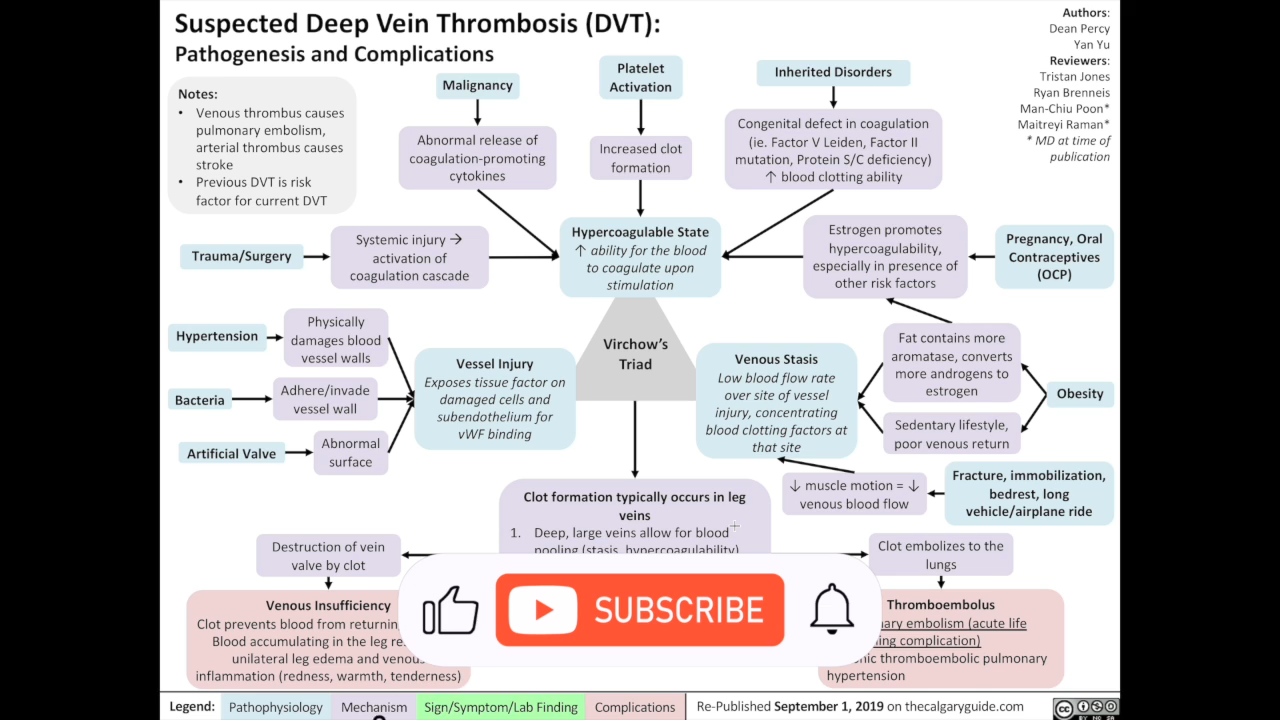 Suspected Deep Vein Thrombosis (DVT):
Pathogenesis and Complications
Authors:
Dean Percy
Yan Yu
Reviewers:
Tristan Jones
Ryan Brenneis
Man-Chiu Poon*
Maitreyi Raman*
* MD at time of
publication
Notes:
• Venous thrombus causes
pulmonary embolism,
arterial thrombus causes
stroke
• Previous DVT is risk
factor for current DVT
Malignancy
Abnormal release of
coagulation-promoting
cytokines
Platelet
Activation
Increased clot
formation
Inherited Disorders
Congenital defect in coagulation
(ie. Factor V Leiden, Factor II
mutation, Protein S/C deficiency)
↑ blood clotting ability
Trauma/Surgery
Systemic injury →
activation of
coagulation cascade
Hypercoagulable State
↑ ability for the blood
to coagulate upon
stimulation
Estrogen promotes
hypercoagulability,
especially in presence of
other risk factors
Pregnancy, Oral
Contraceptives
(OCP)
Hypertension
Physically
damages blood
vessel walls
Bacteria
Adhere/invade
vessel wall
Artificial Valve
Abnormal
surface
Vessel Injury
Exposes tissue factor on
damaged cells and
subendothelium for
vWF binding
Virchow's
Triad
Venous Stasis
Low blood flow rate
over site of vessel
injury, concentrating
blood clotting factors at
that site
Fat contains more
aromatase, converts
more androgens to
estrogen
Obesity
Sedentary lifestyle,
poor venous return
↓ muscle motion = ↓
venous blood flow
Fracture, immobilization,
bedrest, long
vehicle/airplane ride
Clot formation typically occurs in leg
veins
1. Deep, large veins allow for blood
pooling (stasis, hypercoagulability)
Destruction of vein
valve by clot
Clot embolizes to the
lungs
Venous Insufficiency
Clot prevents blood from returnin
Blood accumulating in the leg re
unilateral leg edema and venou
inflammation (redness, warmth, tenderness)
SUBSCRIBE
Thromboembolus
ary embolism (acute life
ing complication)
ic thromboembolic pulmonary
hypertension
Legend:
Pathophysiology
Mechanism
Sign/Symptom/Lab Finding
Complications
Re-Published September 1, 2019 on thecalgaryguide.com